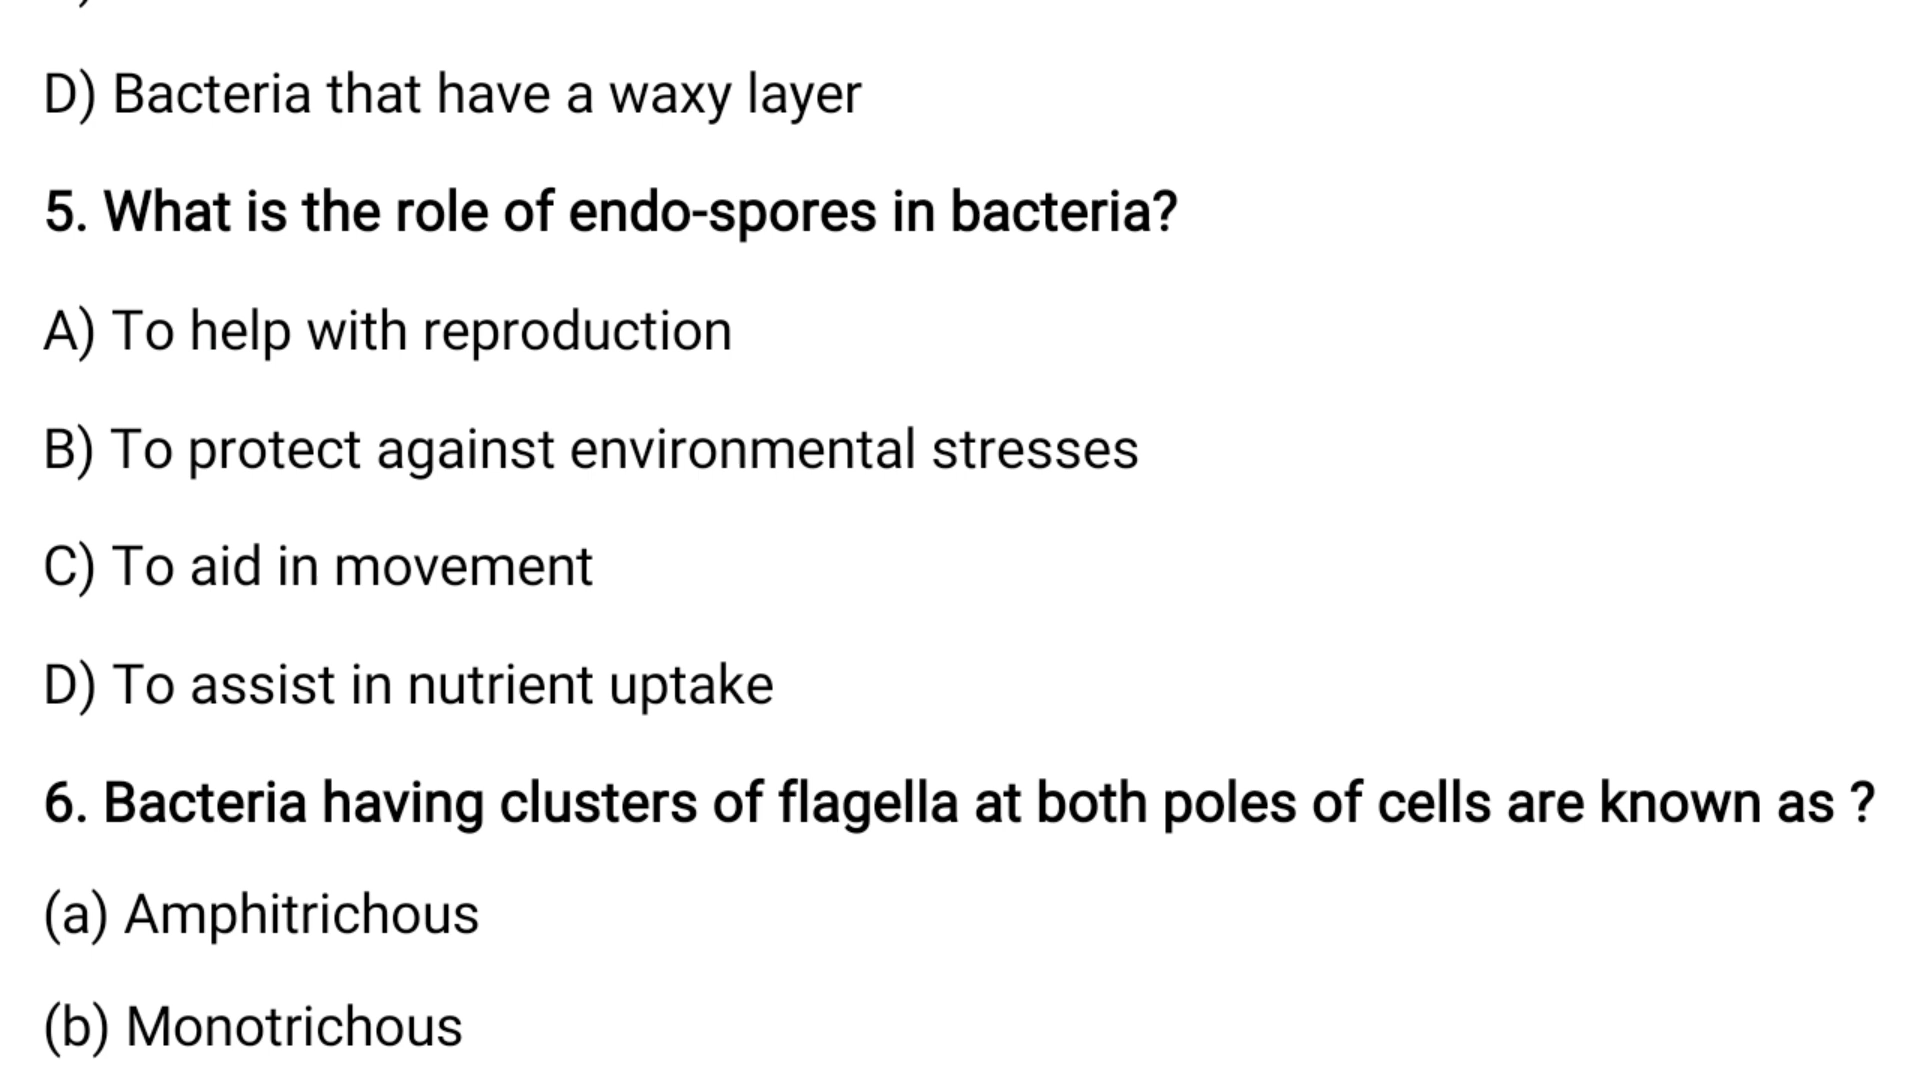 D) Bacteria that have a waxy layer
5. What is the role of endo-spores in bacteria?
A) To help with reproduction
B) To protect against environmental stresses
C) To aid in movement
D) To assist in nutrient uptake
6. Bacteria having clusters of flagella at both poles of cells are known as ?
(a) Amphitrichous
(b) Monotrichous